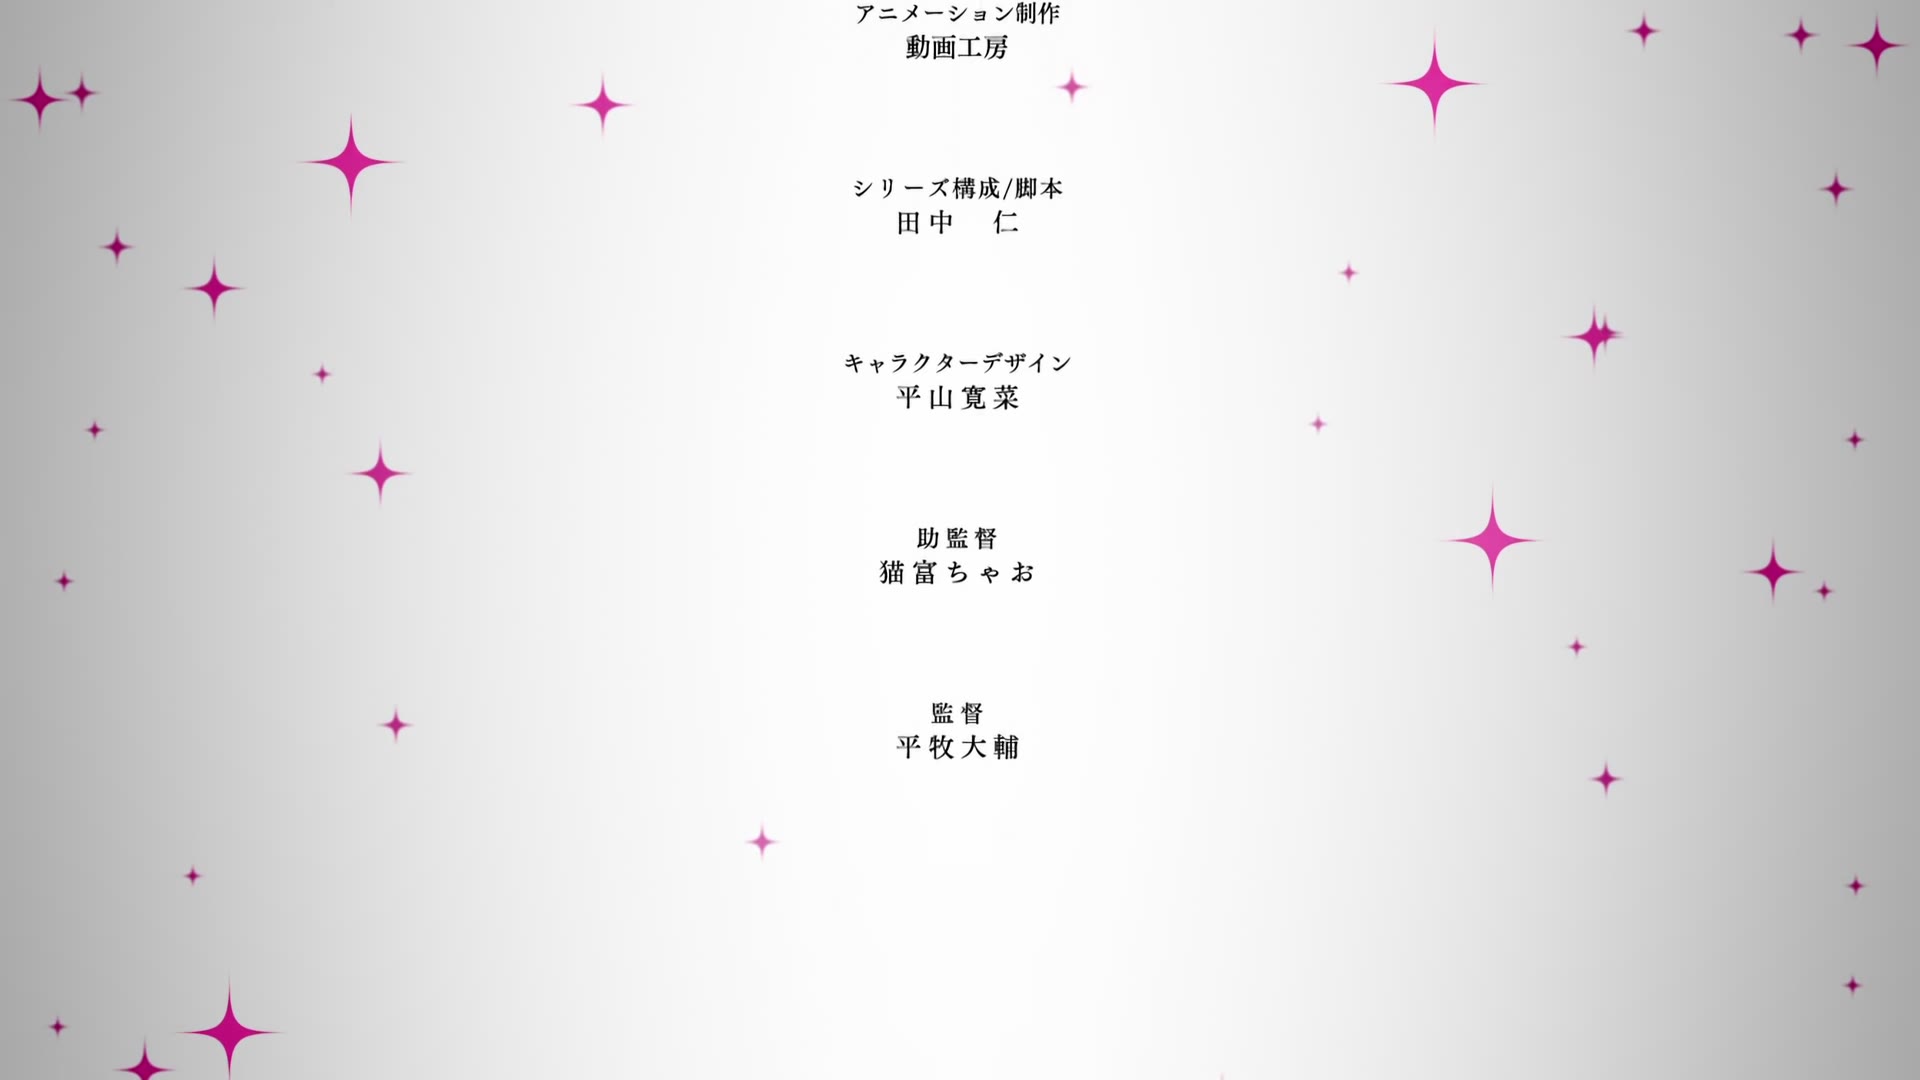 アニメーション制作
動画工房
シリーズ構成/脚本
田中　仁
キャラクターデザイン
平山寛菜
助監督
猫富ちゃお
監督
平牧大輔